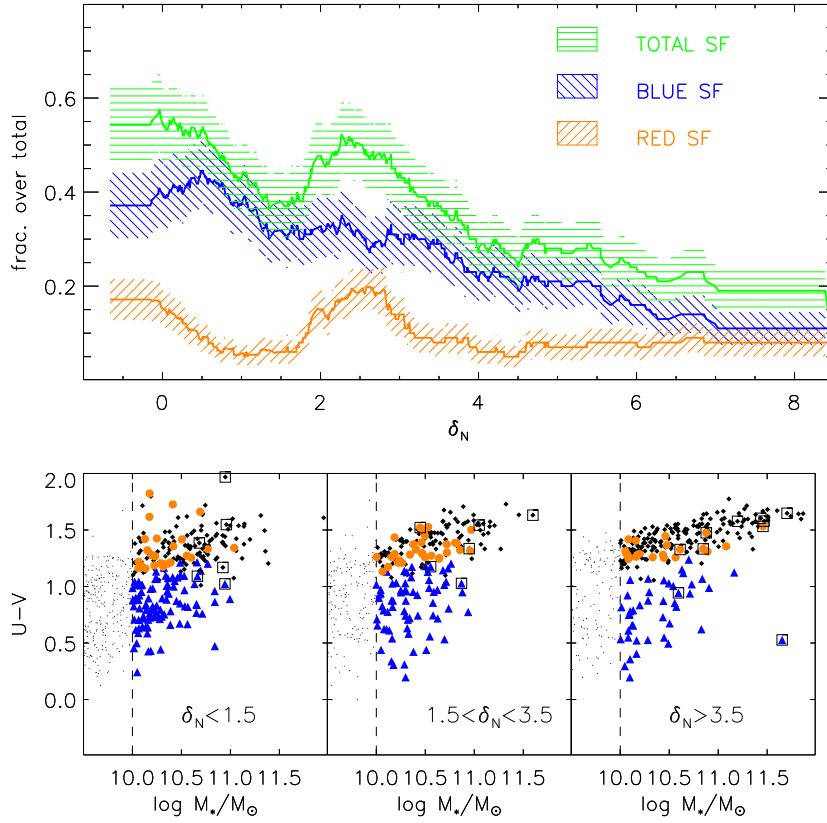 TOTAL SF
BLUE SF
RED SF
0.6
0.4
0.2
frac. over total
0 2 4 6 8
δN
2.0
1.5
1.0
0.5
0.0
U-V
δN<1.5
1.5<δN<3.5
δN>3.5
10.0 10.5 11.0 11.5 10.0 10.5 11.0 11.5 10.0 10.5 11.0 11.5
log M*/M⊙ log M*/M⊙ log M*/M⊙